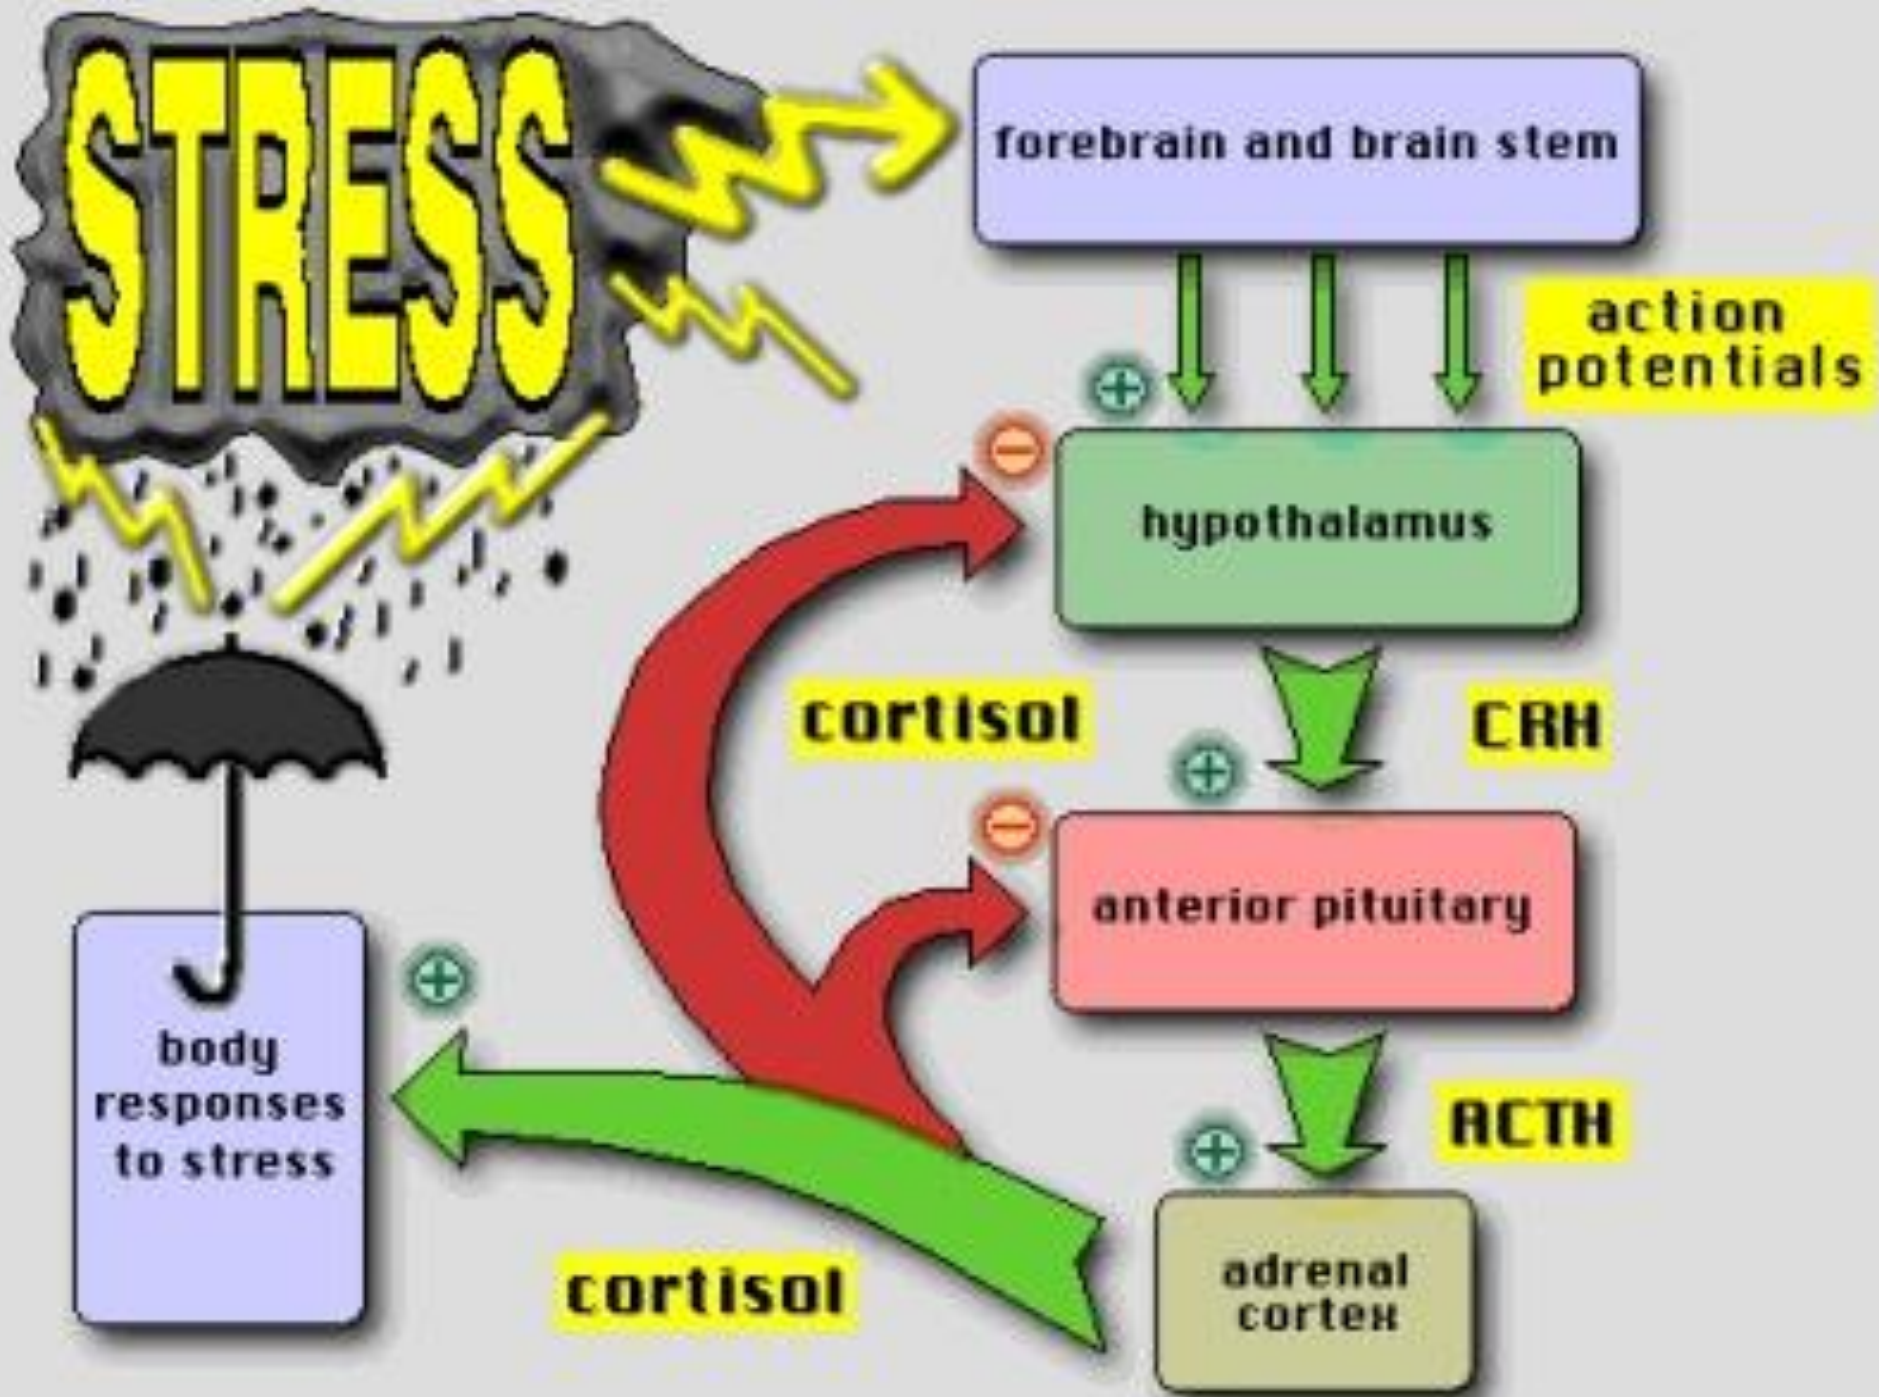 STRESS
forebrain and brain stem
action
potentials
hypothalamus
cortisol
CRH
anterior pituitary
body
responses
to stress
ACTH
cortisol
adrenal
cortex